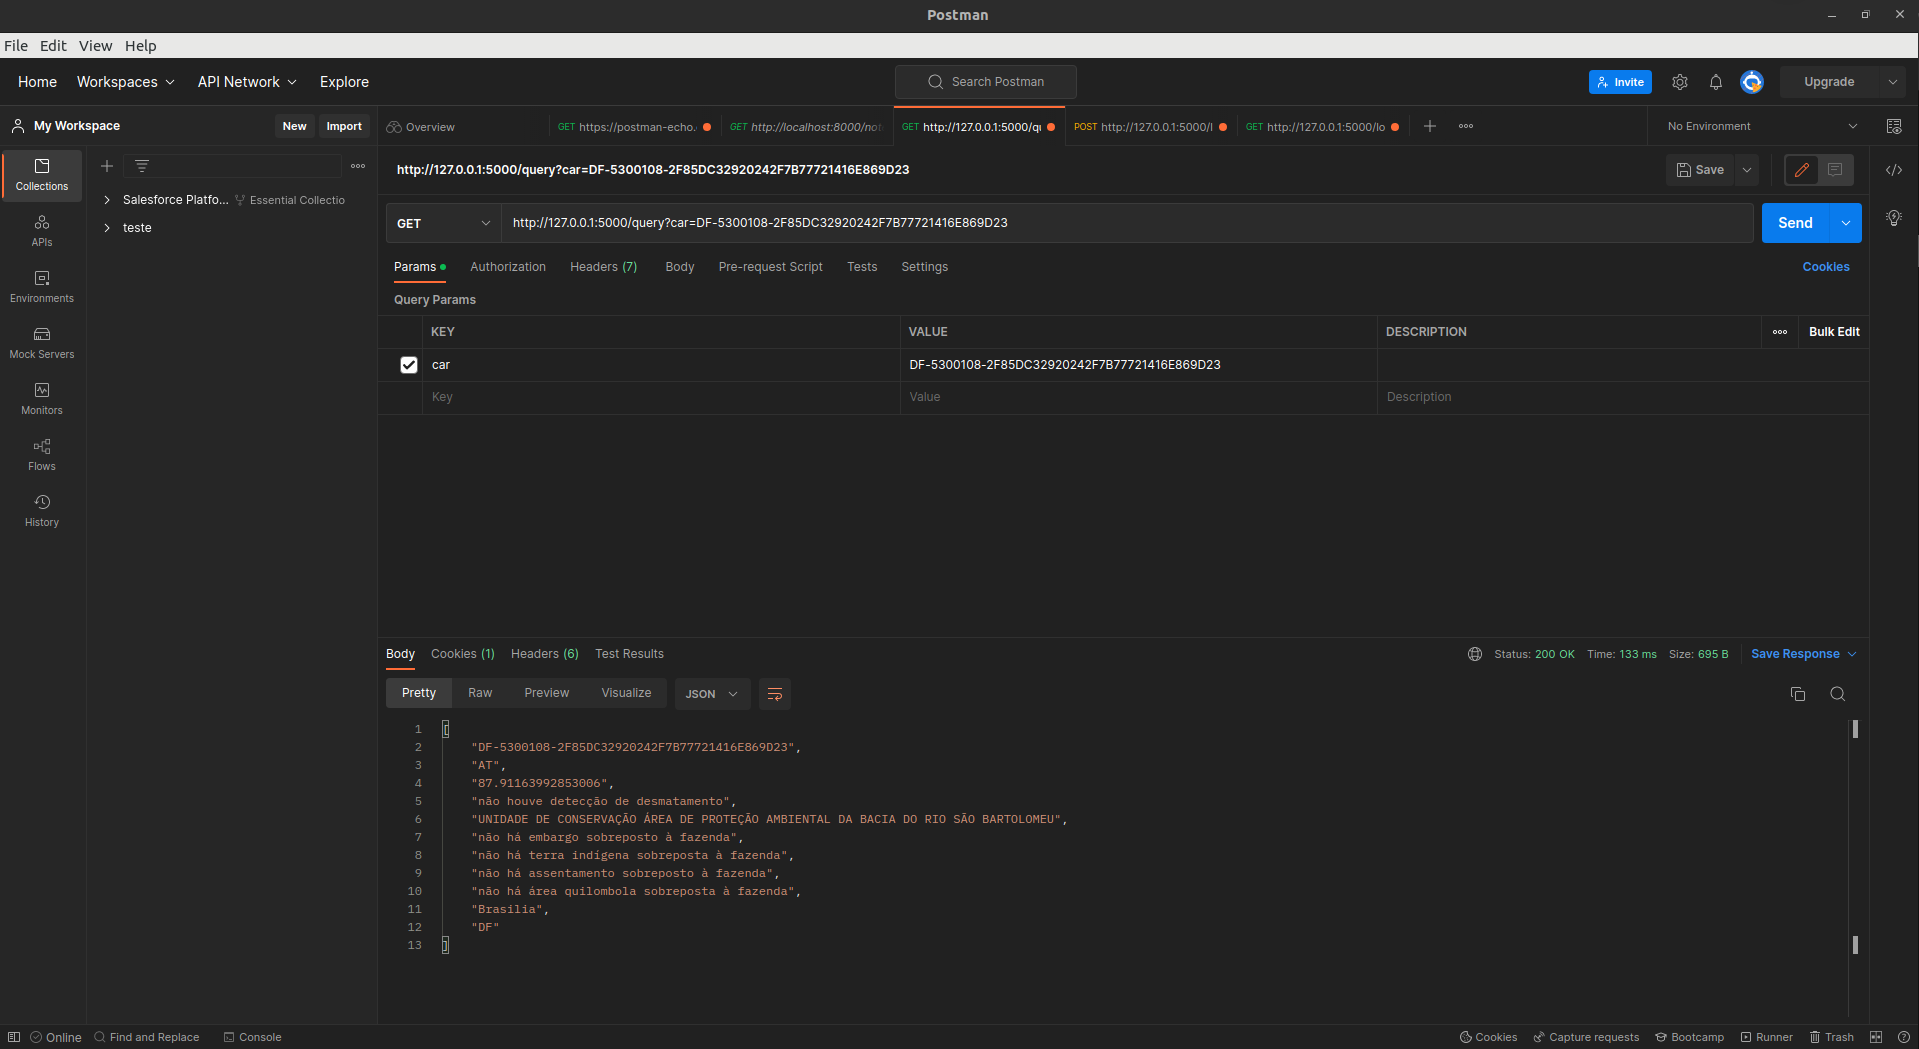 Postman
File Edit View Help
Home Workspaces API Network Explore Search Postman Invite Upgrade
My Workspace New Import
Overview GET https://postman-echo. GET http://localhost:8000/not GET http://127.0.0.1:5000/qu POST http://127.0.0.1:5000/l GET http://127.0.0.1:5000/lo No Environment
Collections
APIs
Environments
Mock Servers
Monitors
Flows
History
Salesforce Platfo... Essential Collectio
teste
http://127.0.0.1:5000/query?car=DF-5300108-2F85DC32920242F7B77721416E869D23 Save
GET http://127.0.0.1:5000/query?car=DF-5300108-2F85DC32920242F7B77721416E869D23 Send
Params Authorization Headers (7) Body Pre-request Script Tests Settings Cookies
Query Params
KEY VALUE DESCRIPTION Bulk Edit
car DF-5300108-2F85DC32920242F7B77721416E869D23
Key Value Description
Body Cookies (1) Headers (6) Test Results Status: 200 OK Time: 133 ms Size: 695 B Save Response
Pretty Raw Preview Visualize JSON
1 [
2 "DF-5300108-2F85DC32920242F7B77721416E869D23",
3 "AT",
4 "87.91163992853006",
5 "não houve detecção de desmatamento",
6 "UNIDADE DE CONSERVAÇÃO ÁREA DE PROTEÇÃO AMBIENTAL DA BACIA DO RIO SÃO BARTOLOMEU",
7 "não há embargo sobreposto à fazenda",
8 "não há terra indígena sobreposta à fazenda",
9 "não há assentamento sobreposto à fazenda",
10 "não há área quilombola sobreposta à fazenda",
11 "Brasília",
12 "DF"
13 ]
Online Find and Replace Console Cookies Capture requests Bootcamp Runner Trash